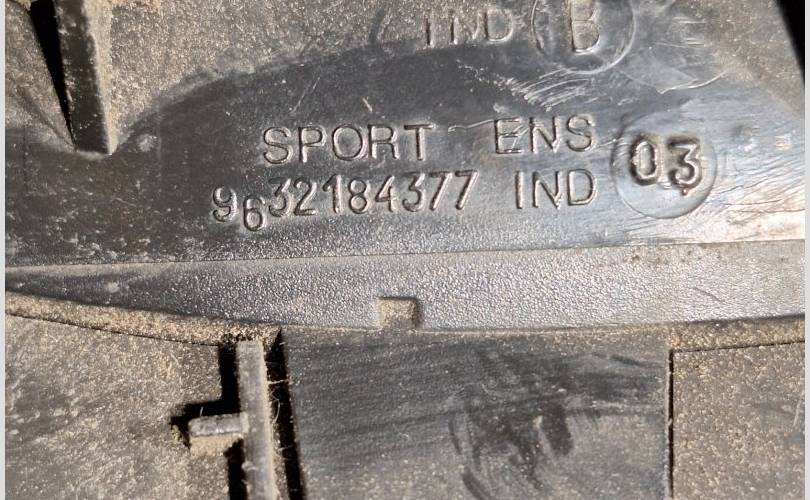 IND B
SPORT ENS
9632184377 IND 03